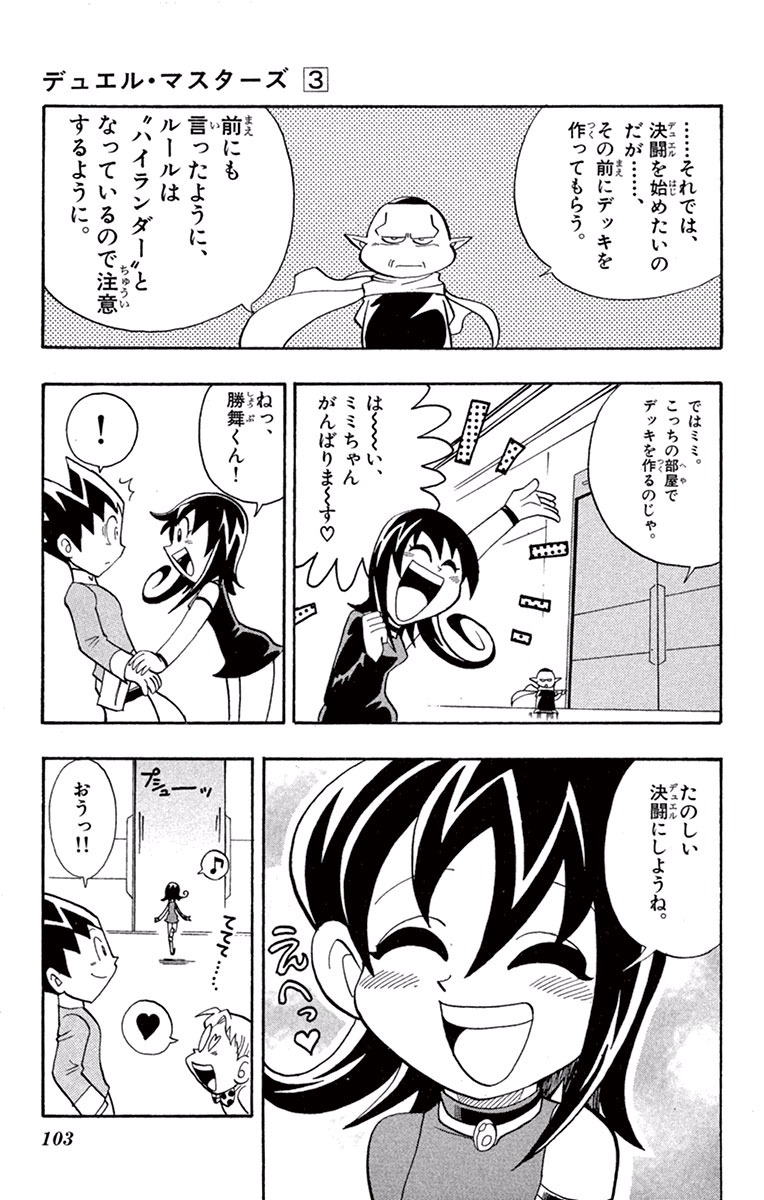 デュエル・マスターズ 3
……それでは、
決闘を始めたいの
だが……、
その前にデッキを
作ってもらう。
前にも
言ったように、
ルールは
〝ハイランダー〟と
なっているので注意
するように。
ではミミ。
こっちの部屋で
デッキを作るのじゃ。
は〜〜い、
ミミちゃん
がんばりま〜す♡
ねっ、
勝舞くん！
！
たのしい
決闘にしようね。
えへっ♡
プシューッ
♪
おうっ!!
♥
103